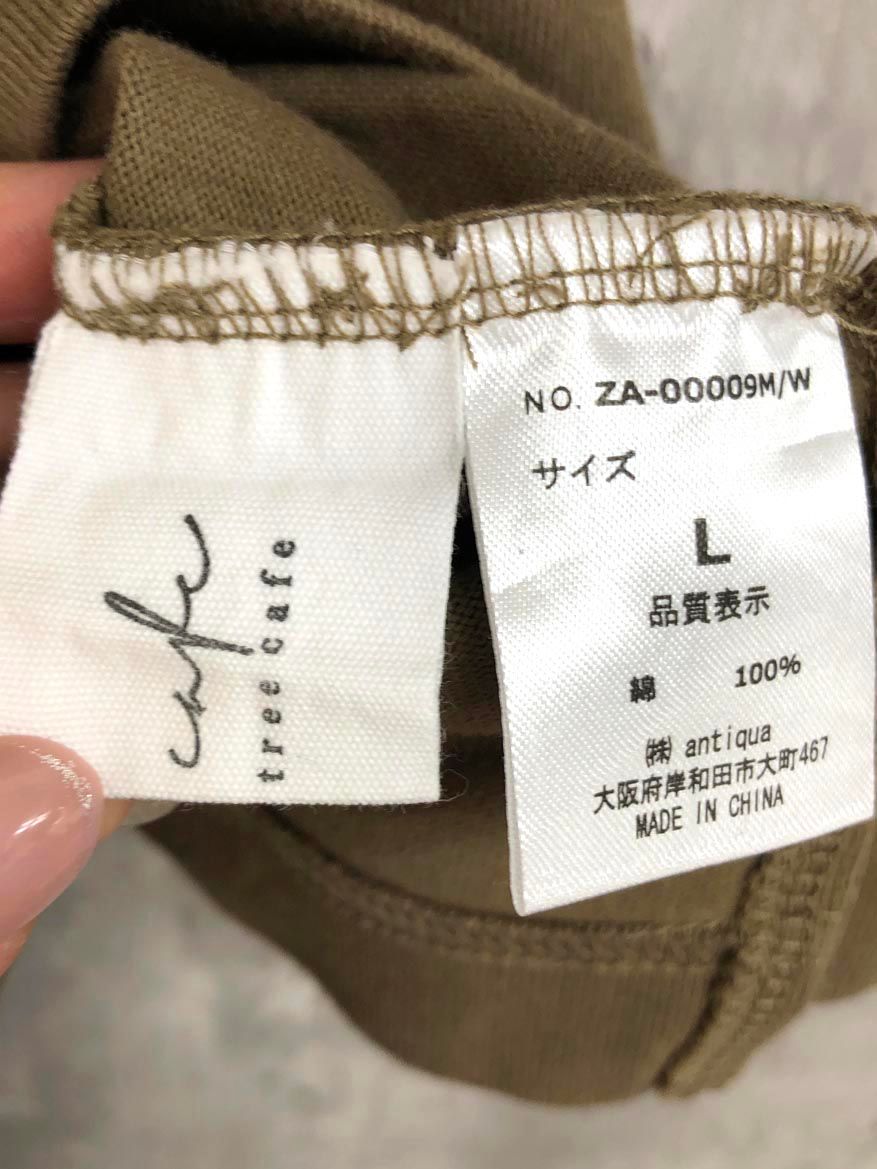 cafe
tree cafe
NO. ZA-00009M/W
サイズ
L
品質表示
綿 100%
㈱ antiqua
大阪府岸和田市大町467
MADE IN CHINA